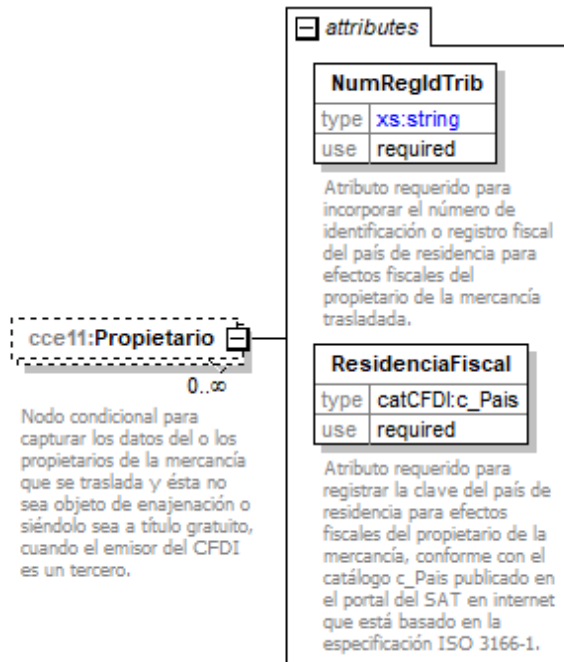 attributes
NumRegIdTrib
type xs:string
use required
Atributo requerido para
incorporar el número de
identificación o registro fiscal
del país de residencia para
efectos fiscales del
propietario de la mercancía
trasladada.
cce11:Propietario
0..∞
Nodo condicional para
capturar los datos del o los
propietarios de la mercancía
que se traslada y ésta no
sea objeto de enajenación o
siéndolo sea a título gratuito,
cuando el emisor del CFDI
es un tercero.
ResidenciaFiscal
type catCFDI:c_Pais
use required
Atributo requerido para
registrar la clave del país de
residencia para efectos
fiscales del propietario de la
mercancía, conforme con el
catálogo c_Pais publicado en
el portal del SAT en internet
que está basado en la
especificación ISO 3166-1.